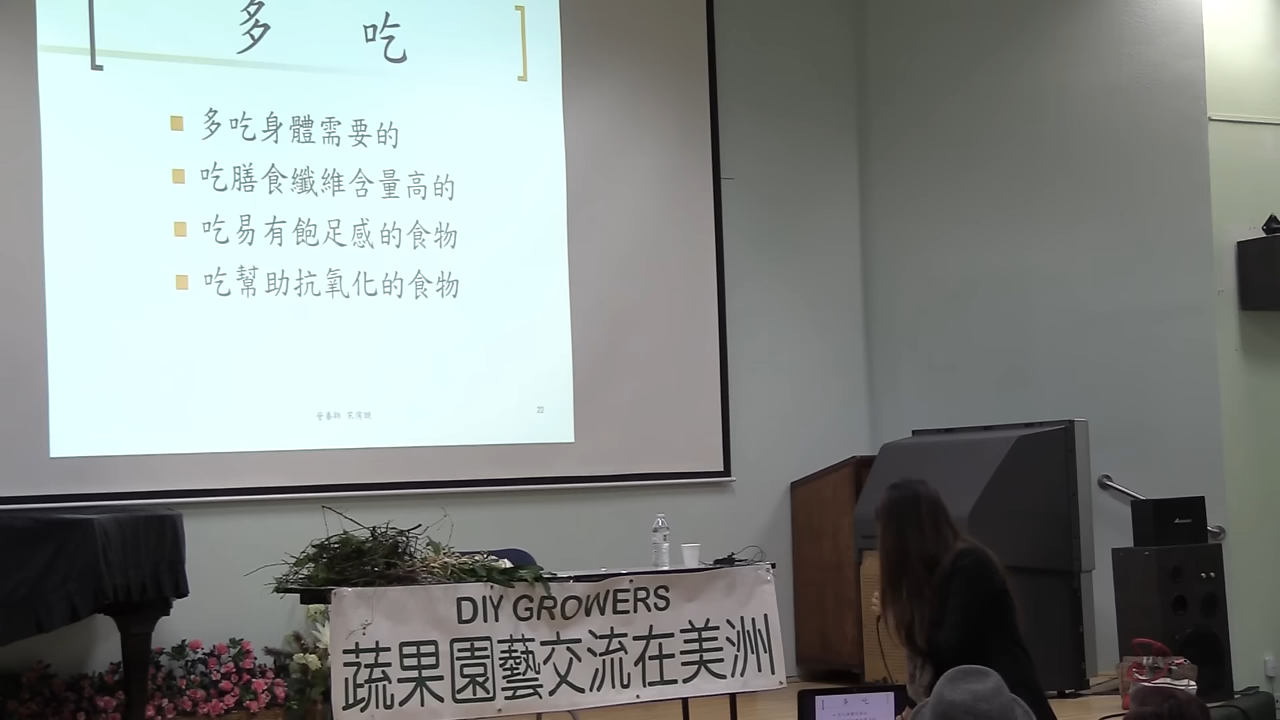 多 吃
多吃身體需要的
吃膳食纖維含量高的
吃易有飽足感的食物
吃幫助抗氧化的食物
22
DIY GROWERS
蔬果園藝交流在美洲
多 吃